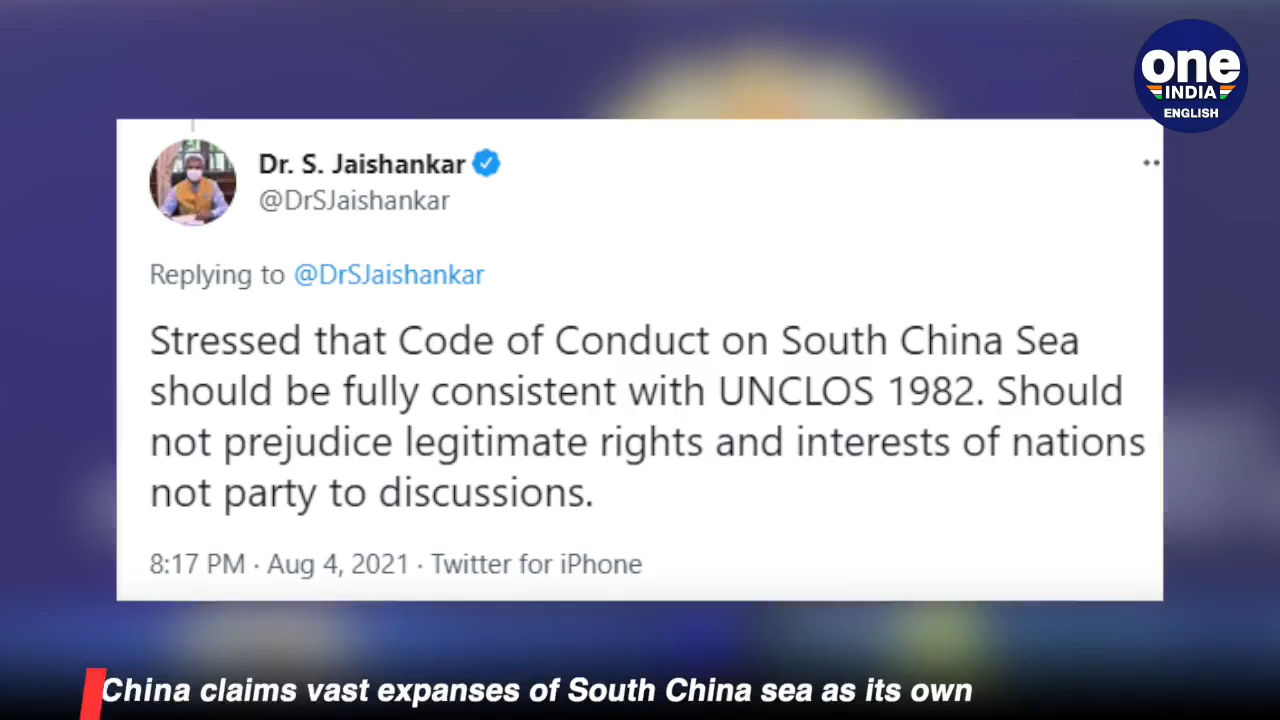 one
INDIA
ENGLISH
Dr. S. Jaishankar
@DrSJaishankar
Replying to @DrSJaishankar
Stressed that Code of Conduct on South China Sea
should be fully consistent with UNCLOS 1982. Should
not prejudice legitimate rights and interests of nations
not party to discussions.
8:17 PM · Aug 4, 2021 · Twitter for iPhone
China claims vast expanses of South China sea as its own